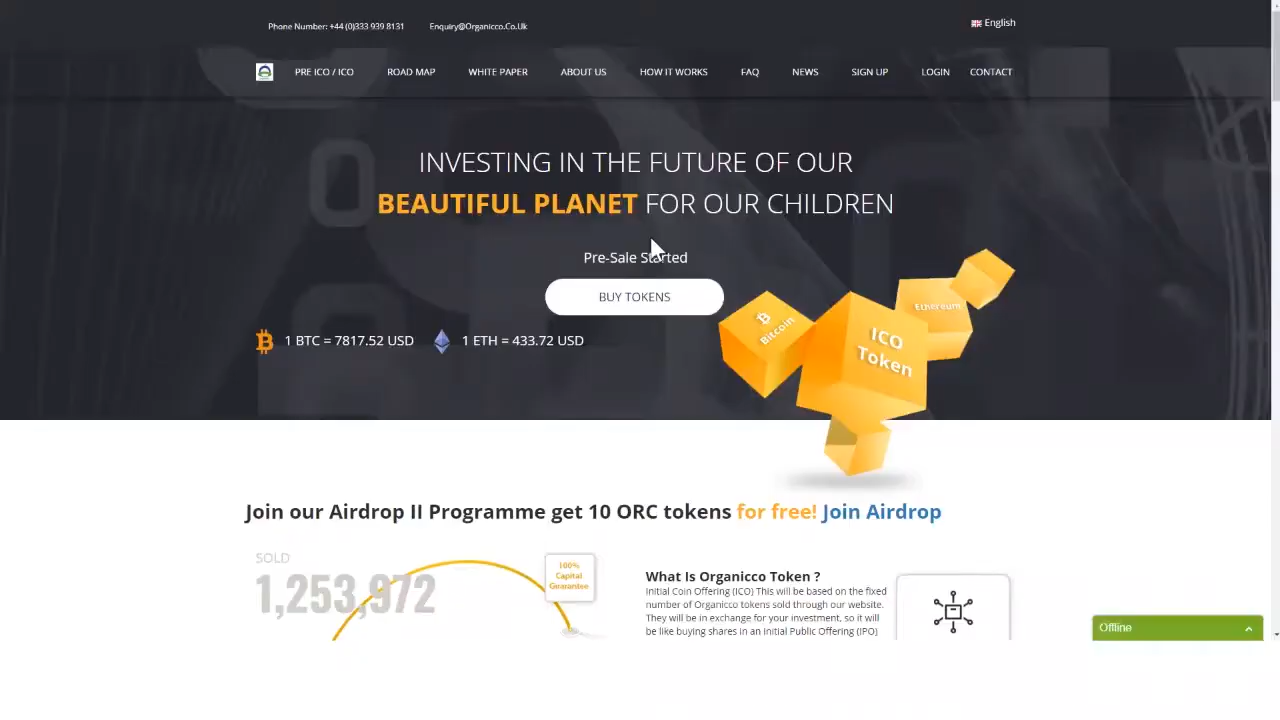 Phone Number: +44 (0)333 939 8131 Enquiry@Organicco.Co.Uk English
PRE ICO / ICO ROAD MAP WHITE PAPER ABOUT US HOW IT WORKS FAQ NEWS SIGN UP LOGIN CONTACT
INVESTING IN THE FUTURE OF OUR
BEAUTIFUL PLANET FOR OUR CHILDREN
Pre-Sale Started
BUY TOKENS
1 BTC = 7817.52 USD 1 ETH = 433.72 USD
Bitcoin
ICO
Token
Ethereum
Join our Airdrop II Programme get 10 ORC tokens for free! Join Airdrop
SOLD
1,253,972
100%
Capital
Guarantee
What Is Organicco Token ?
Initial Coin Offering (ICO) This will be based on the fixed
number of Organicco tokens sold through our website.
They will be in exchange for your investment, so it will
be like buying shares in an Initial Public Offering (IPO)
Offline